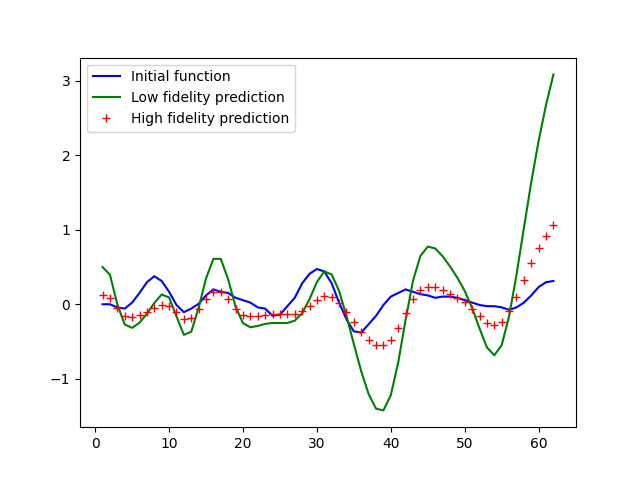 Initial function
Low fidelity prediction
High fidelity prediction
3
2
1
0
−1
0 10 20 30 40 50 60